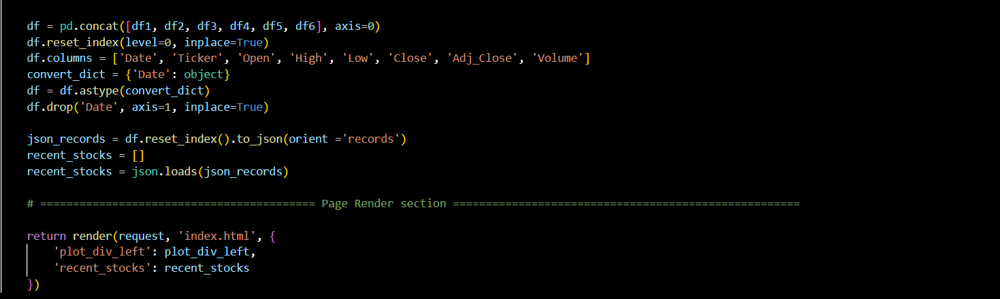 df = pd.concat([df1, df2, df3, df4, df5, df6], axis=0)
df.reset_index(level=0, inplace=True)
df.columns = ['Date', 'Ticker', 'Open', 'High', 'Low', 'Close', 'Adj_Close', 'Volume']
convert_dict = {'Date': object}
df = df.astype(convert_dict)
df.drop('Date', axis=1, inplace=True)

json_records = df.reset_index().to_json(orient ='records')
recent_stocks = []
recent_stocks = json.loads(json_records)

# ========================================== Page Render section =====================================================

return render(request, 'index.html', {
    'plot_div_left': plot_div_left,
    'recent_stocks': recent_stocks
})